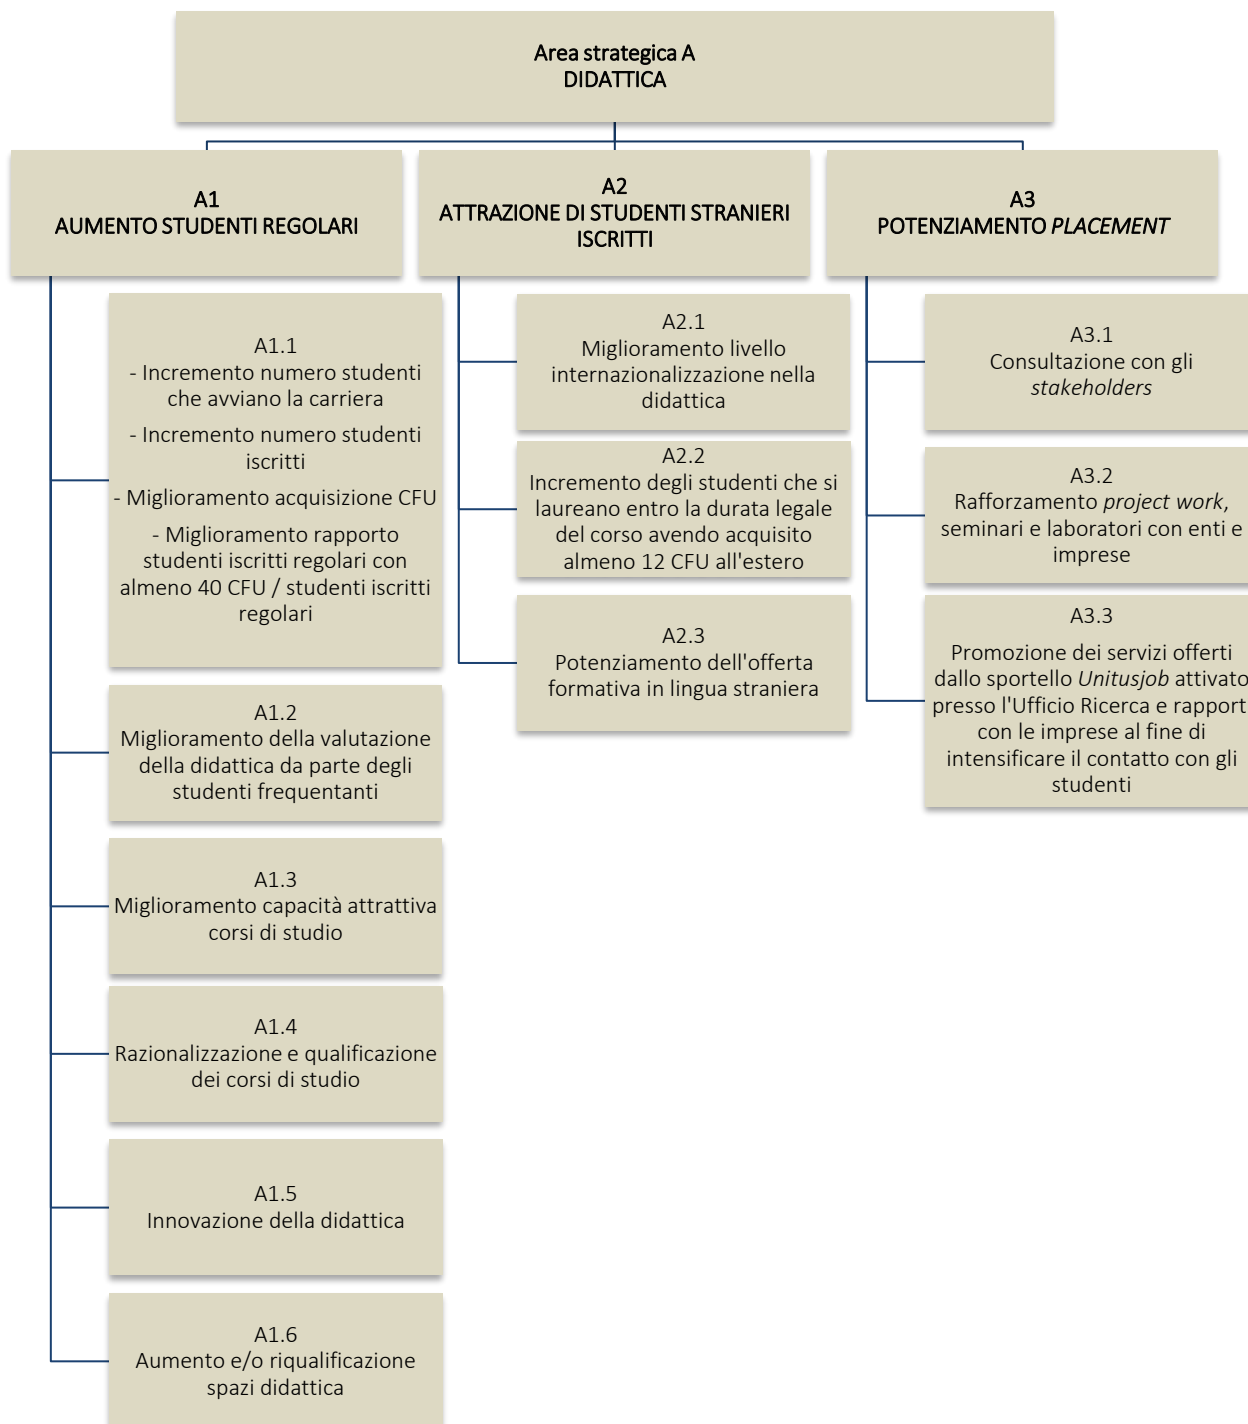 Area strategica A
DIDATTICA
A1
AUMENTO STUDENTI REGOLARI
A1.1
- Incremento numero studenti
che avviano la carriera
- Incremento numero studenti
iscritti
- Miglioramento acquisizione CFU
- Miglioramento rapporto
studenti iscritti regolari con
almeno 40 CFU / studenti iscritti
regolari
A1.2
Miglioramento della valutazione
della didattica da parte degli
studenti frequentanti
A1.3
Miglioramento capacità attrattiva
corsi di studio
A1.4
Razionalizzazione e qualificazione
dei corsi di studio
A1.5
Innovazione della didattica
A1.6
Aumento e/o riqualificazione
spazi didattica
A2
ATTRAZIONE DI STUDENTI STRANIERI
ISCRITTI
A2.1
Miglioramento livello
internazionalizzazione nella
didattica
A2.2
Incremento degli studenti che si
laureano entro la durata legale
del corso avendo acquisito
almeno 12 CFU all'estero
A2.3
Potenziamento dell'offerta
formativa in lingua straniera
A3
POTENZIAMENTO PLACEMENT
A3.1
Consultazione con gli
stakeholders
A3.2
Rafforzamento project work,
seminari e laboratori con enti e
imprese
A3.3
Promozione dei servizi offerti
dallo sportello Unitusjob attivato
presso l'Ufficio Ricerca e rapporti
con le imprese al fine di
intensificare il contatto con gli
studenti